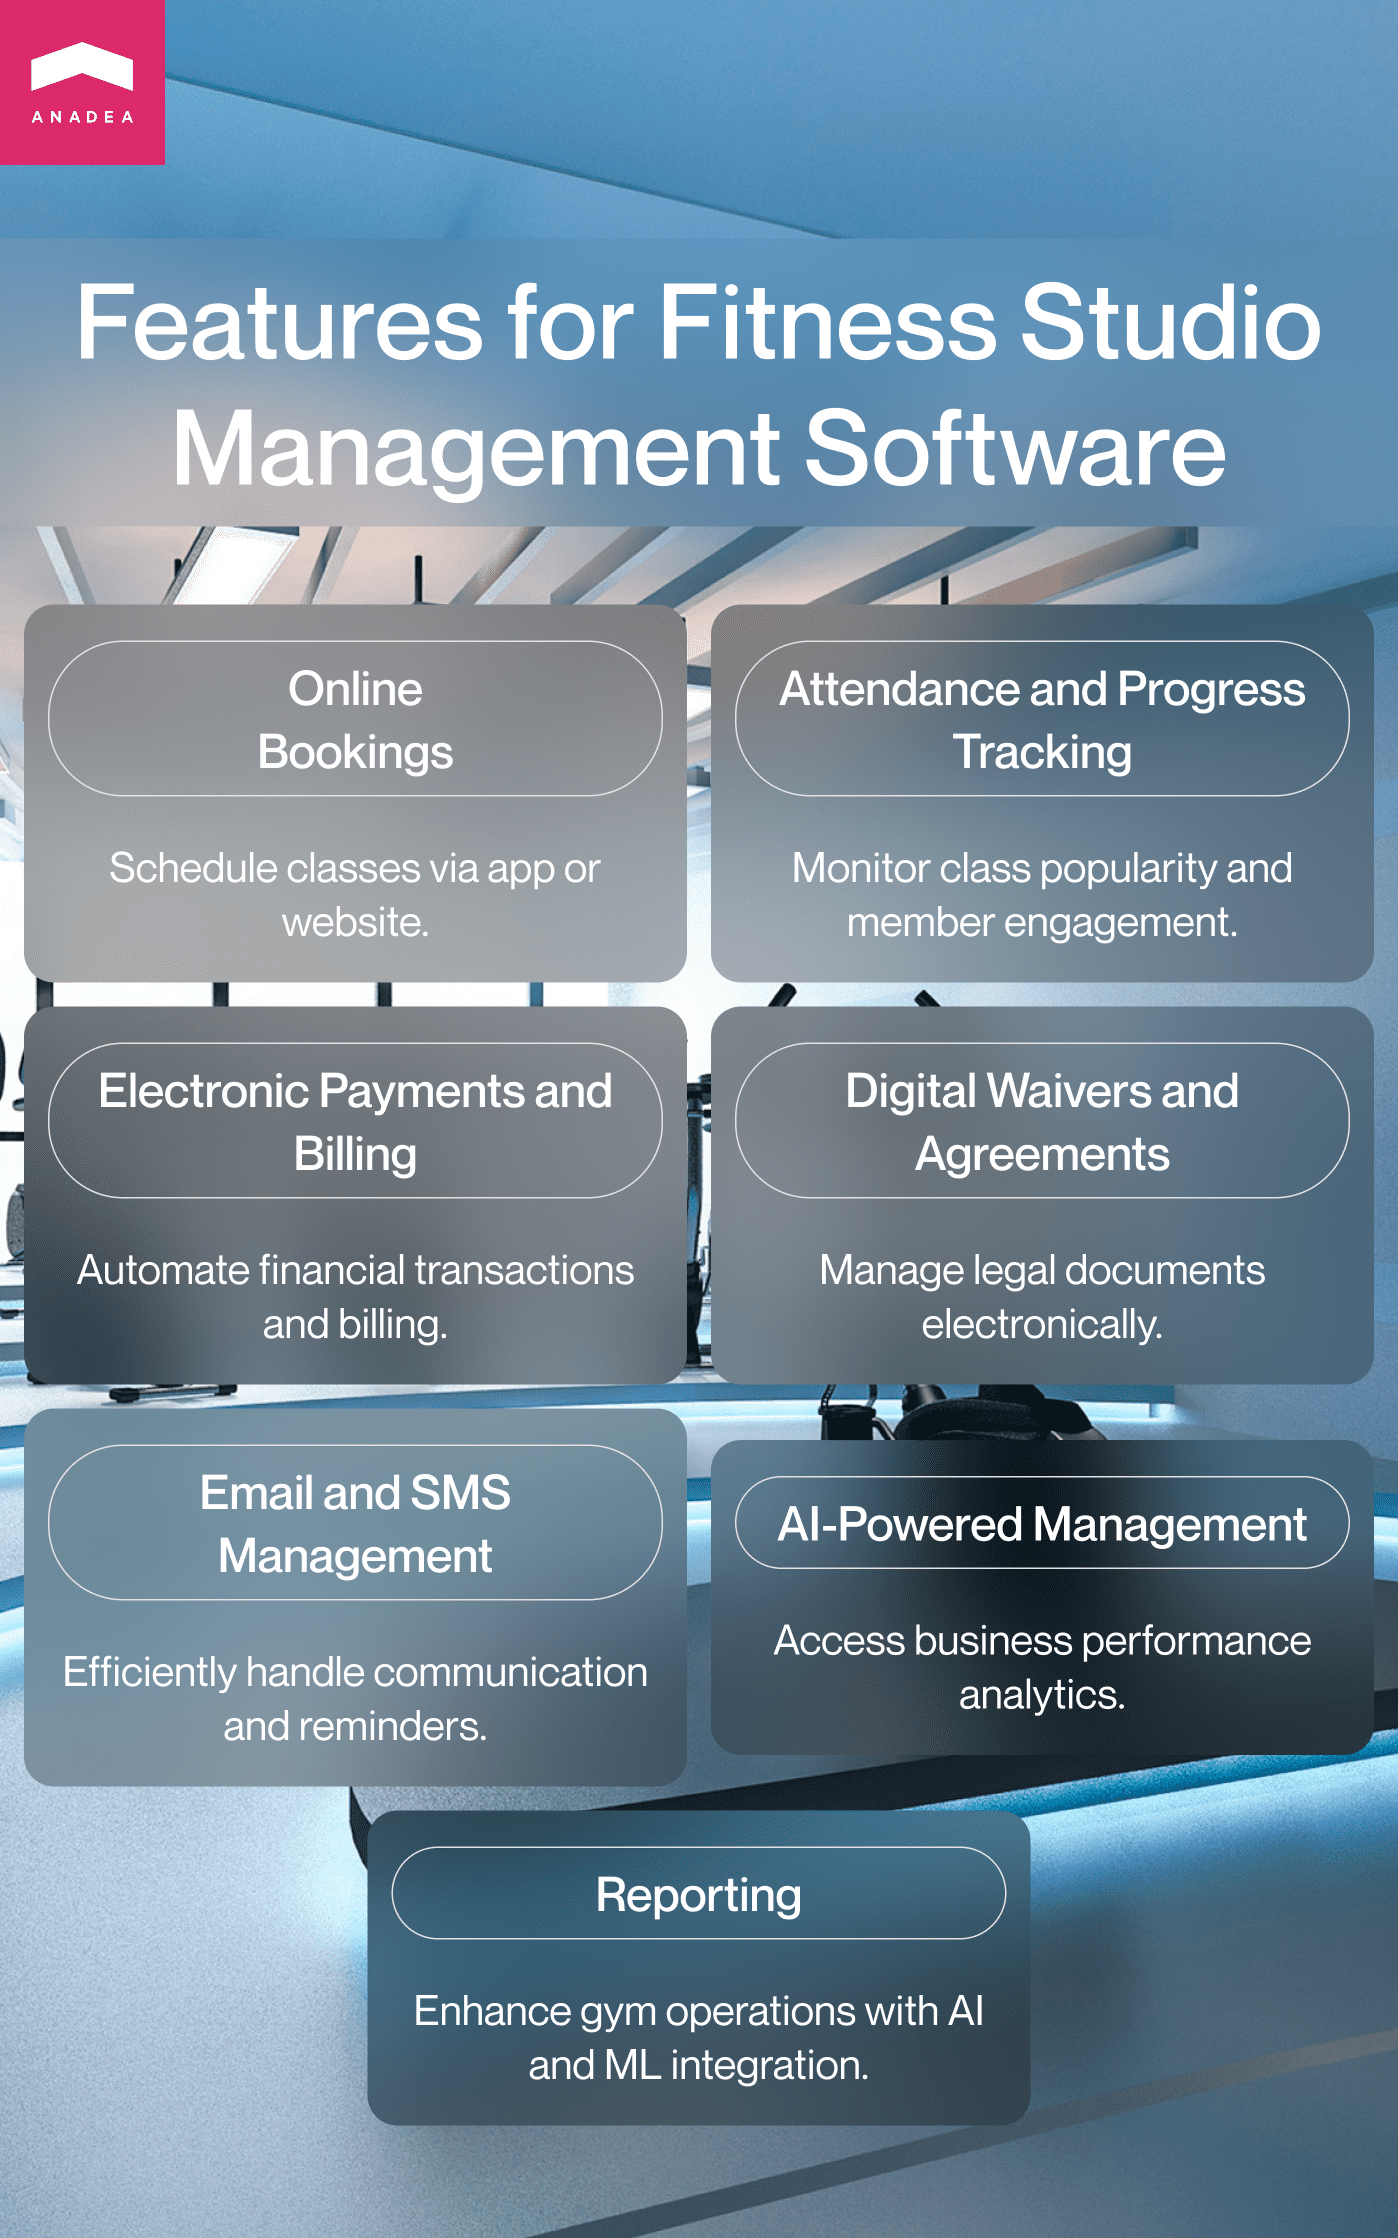 ANADEA
Features for Fitness Studio
Management Software
Online
Bookings
Schedule classes via app or
website.
Attendance and Progress
Tracking
Monitor class popularity and
member engagement.
Electronic Payments and
Billing
Automate financial transactions
and billing.
Digital Waivers and
Agreements
Manage legal documents
electronically.
Email and SMS
Management
Efficiently handle communication
and reminders.
AI-Powered Management
Access business performance
analytics.
Reporting
Enhance gym operations with AI
and ML integration.